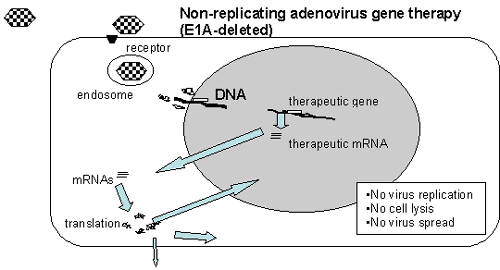 Non-replicating adenovirus gene therapy
(E1A-deleted)
receptor
endosome
DNA
therapeutic gene
therapeutic mRNA
mRNAs
translation
•No virus replication
•No cell lysis
•No virus spread